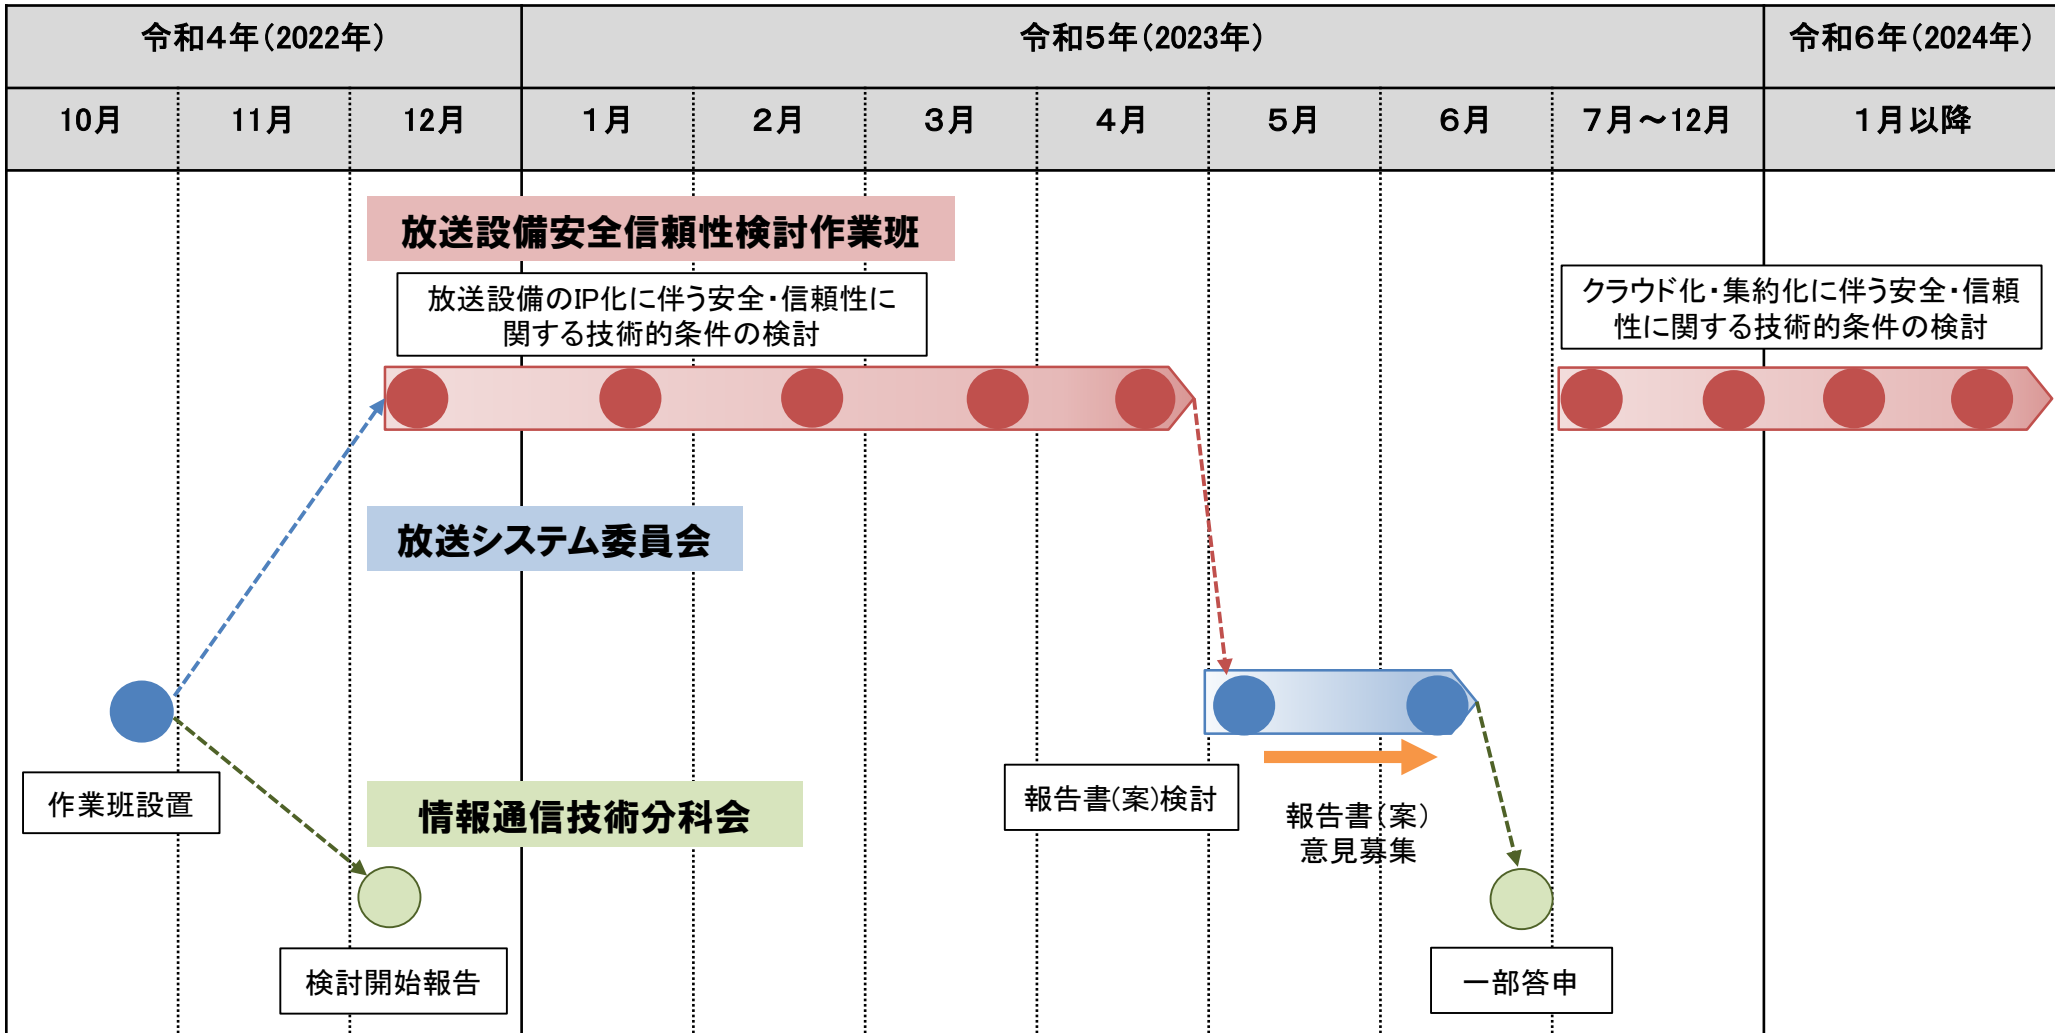 令和4年(2022年)
令和5年(2023年)
令和6年(2024年)
10月
11月
12月
1月
2月
3月
4月
5月
6月
7月～12月
1月以降
放送設備安全信頼性検討作業班
放送設備のIP化に伴う安全・信頼性に
関する技術的条件の検討
クラウド化・集約化に伴う安全・信頼
性に関する技術的条件の検討
放送システム委員会
作業班設置
報告書(案)検討
報告書(案)
意見募集
情報通信技術分科会
検討開始報告
一部答申